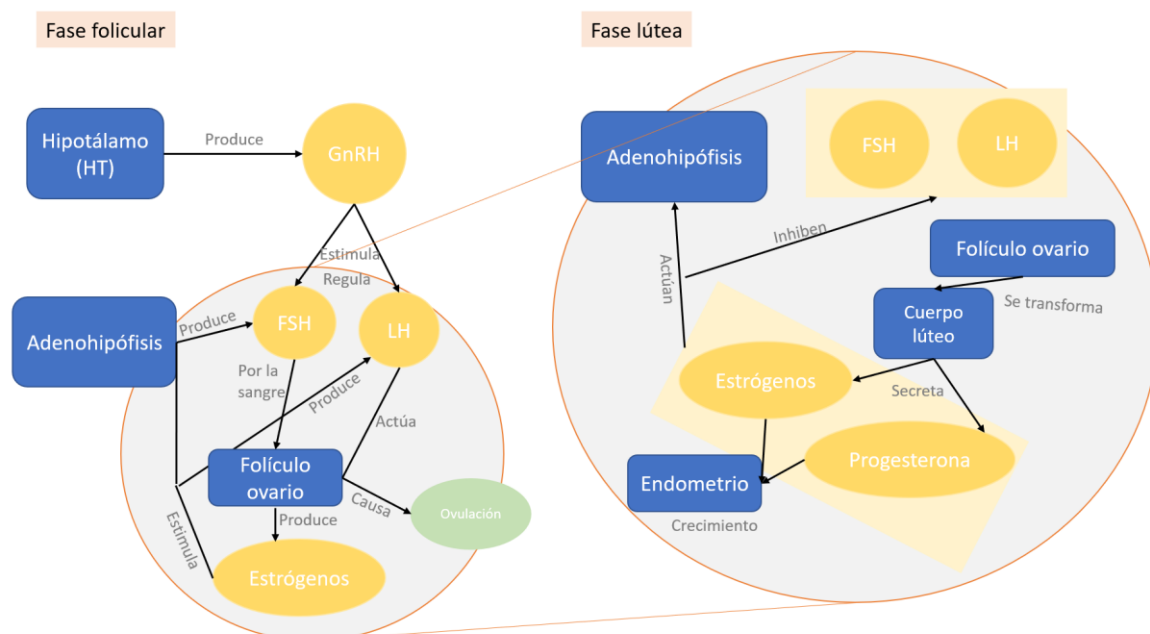 Fase folicular
Hipotálamo
(HT)
Produce
GnRH
Estimula
Regula
Adenohipófisis
Produce
FSH
LH
Por la
sangre
Produce
Actúa
Folículo
ovario
Causa
Ovulación
Produce
Estimula
Estrógenos
Fase lútea
Adenohipófisis
FSH
LH
Inhiben
Actúan
Folículo ovario
Se transforma
Cuerpo
lúteo
Estrógenos
Secreta
Progesterona
Endometrio
Crecimiento